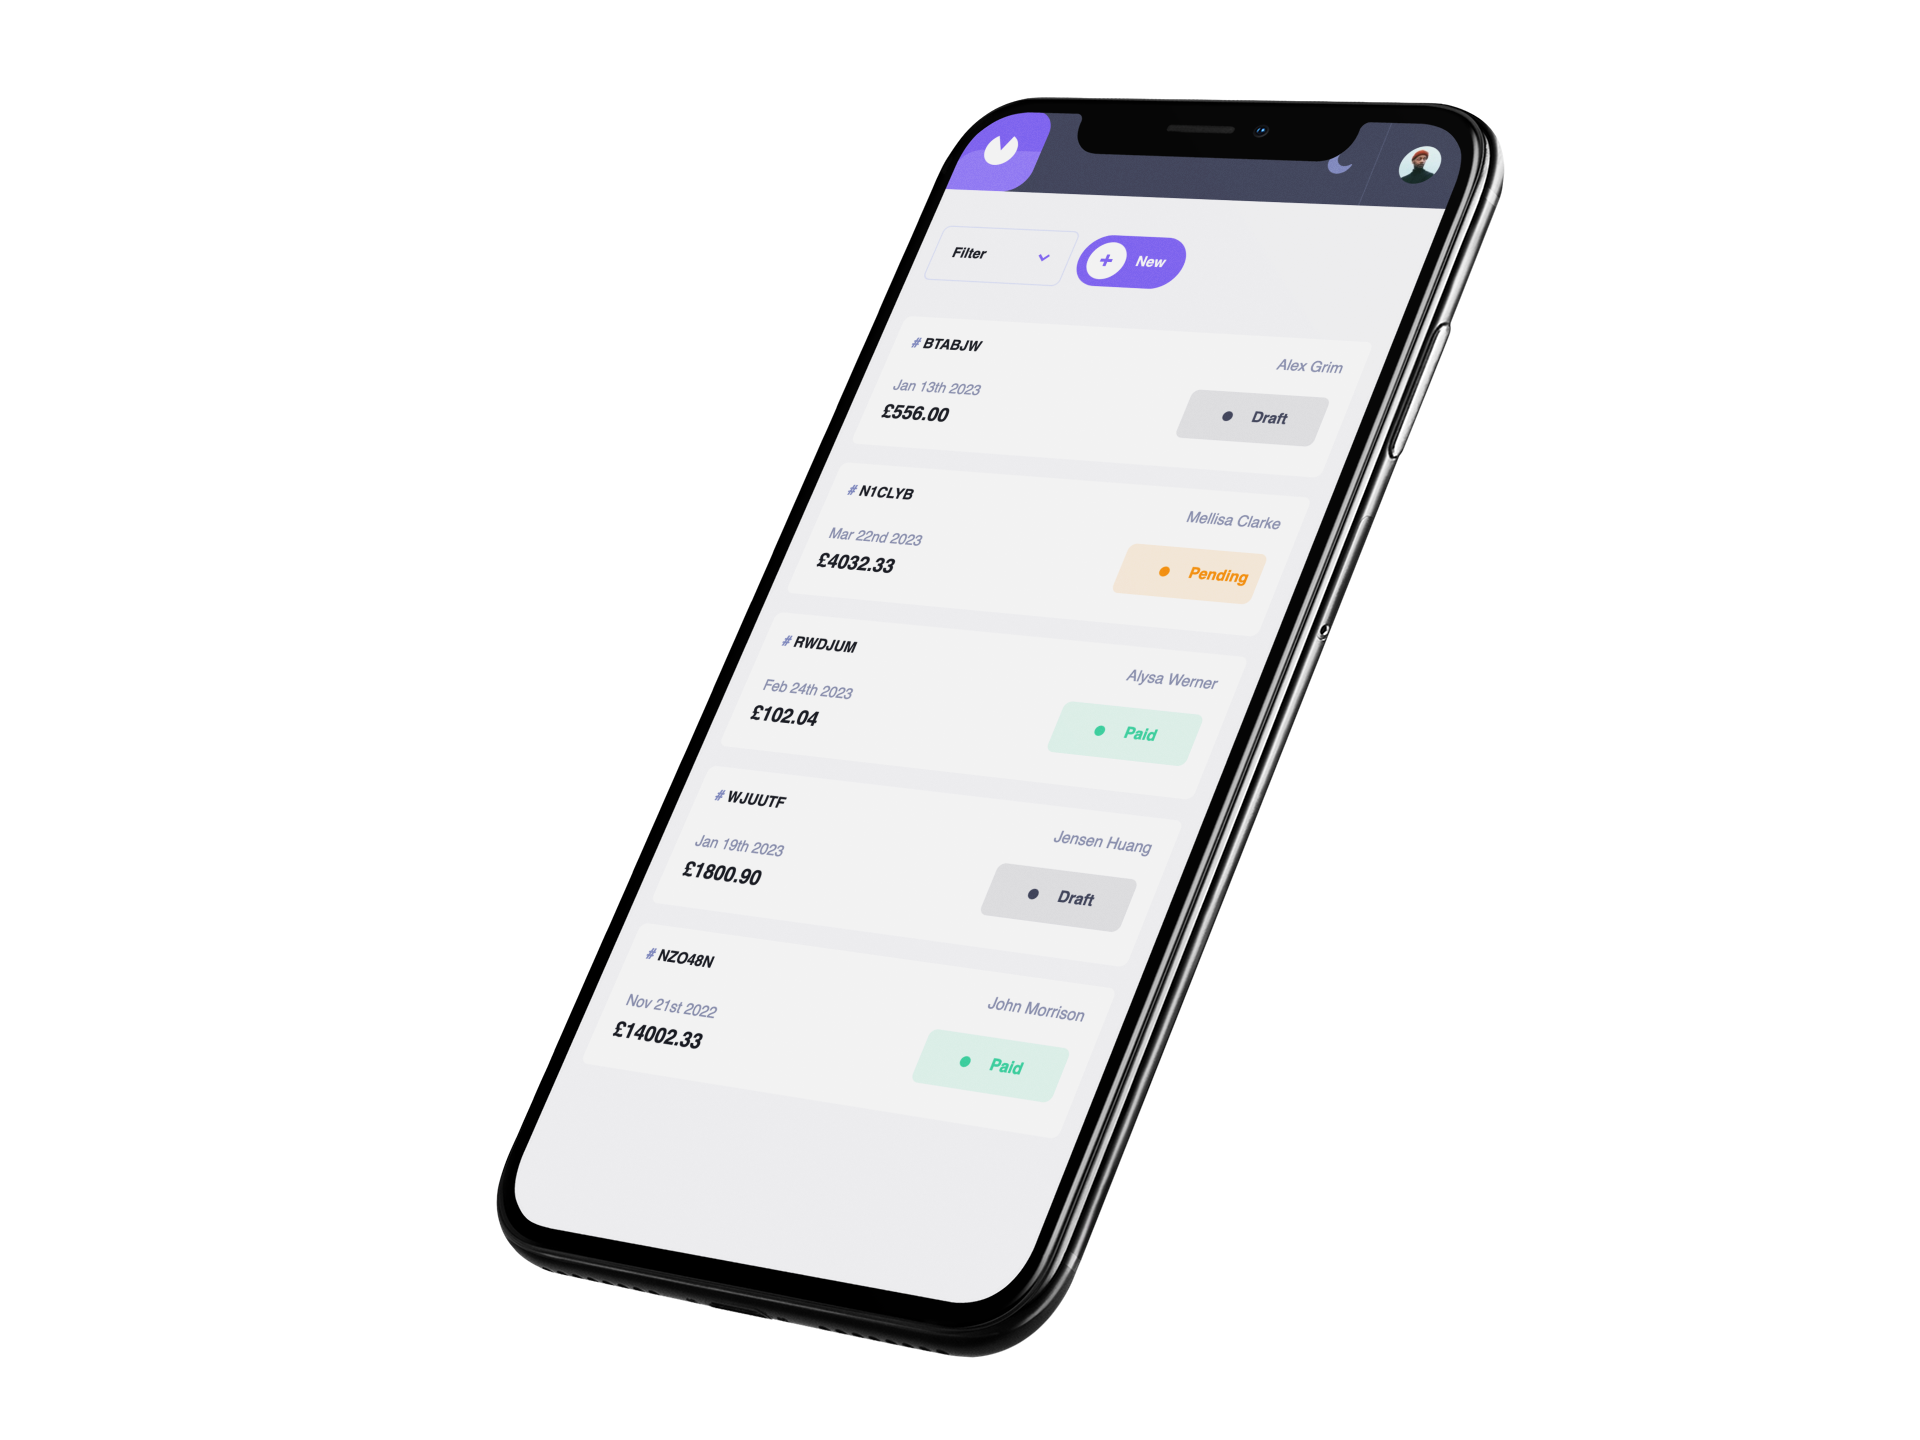 Filter
New
# BTABJW
Alex Grim
Jan 13th 2023
£556.00
Draft
# N1CLYB
Mellisa Clarke
Mar 22nd 2023
£4032.33
Pending
# RWDJUM
Alysa Werner
Feb 24th 2023
£102.04
Paid
# WJUUTF
Jensen Huang
Jan 19th 2023
£1800.90
Draft
# NZO48N
John Morrison
Nov 21st 2022
£14002.33
Paid